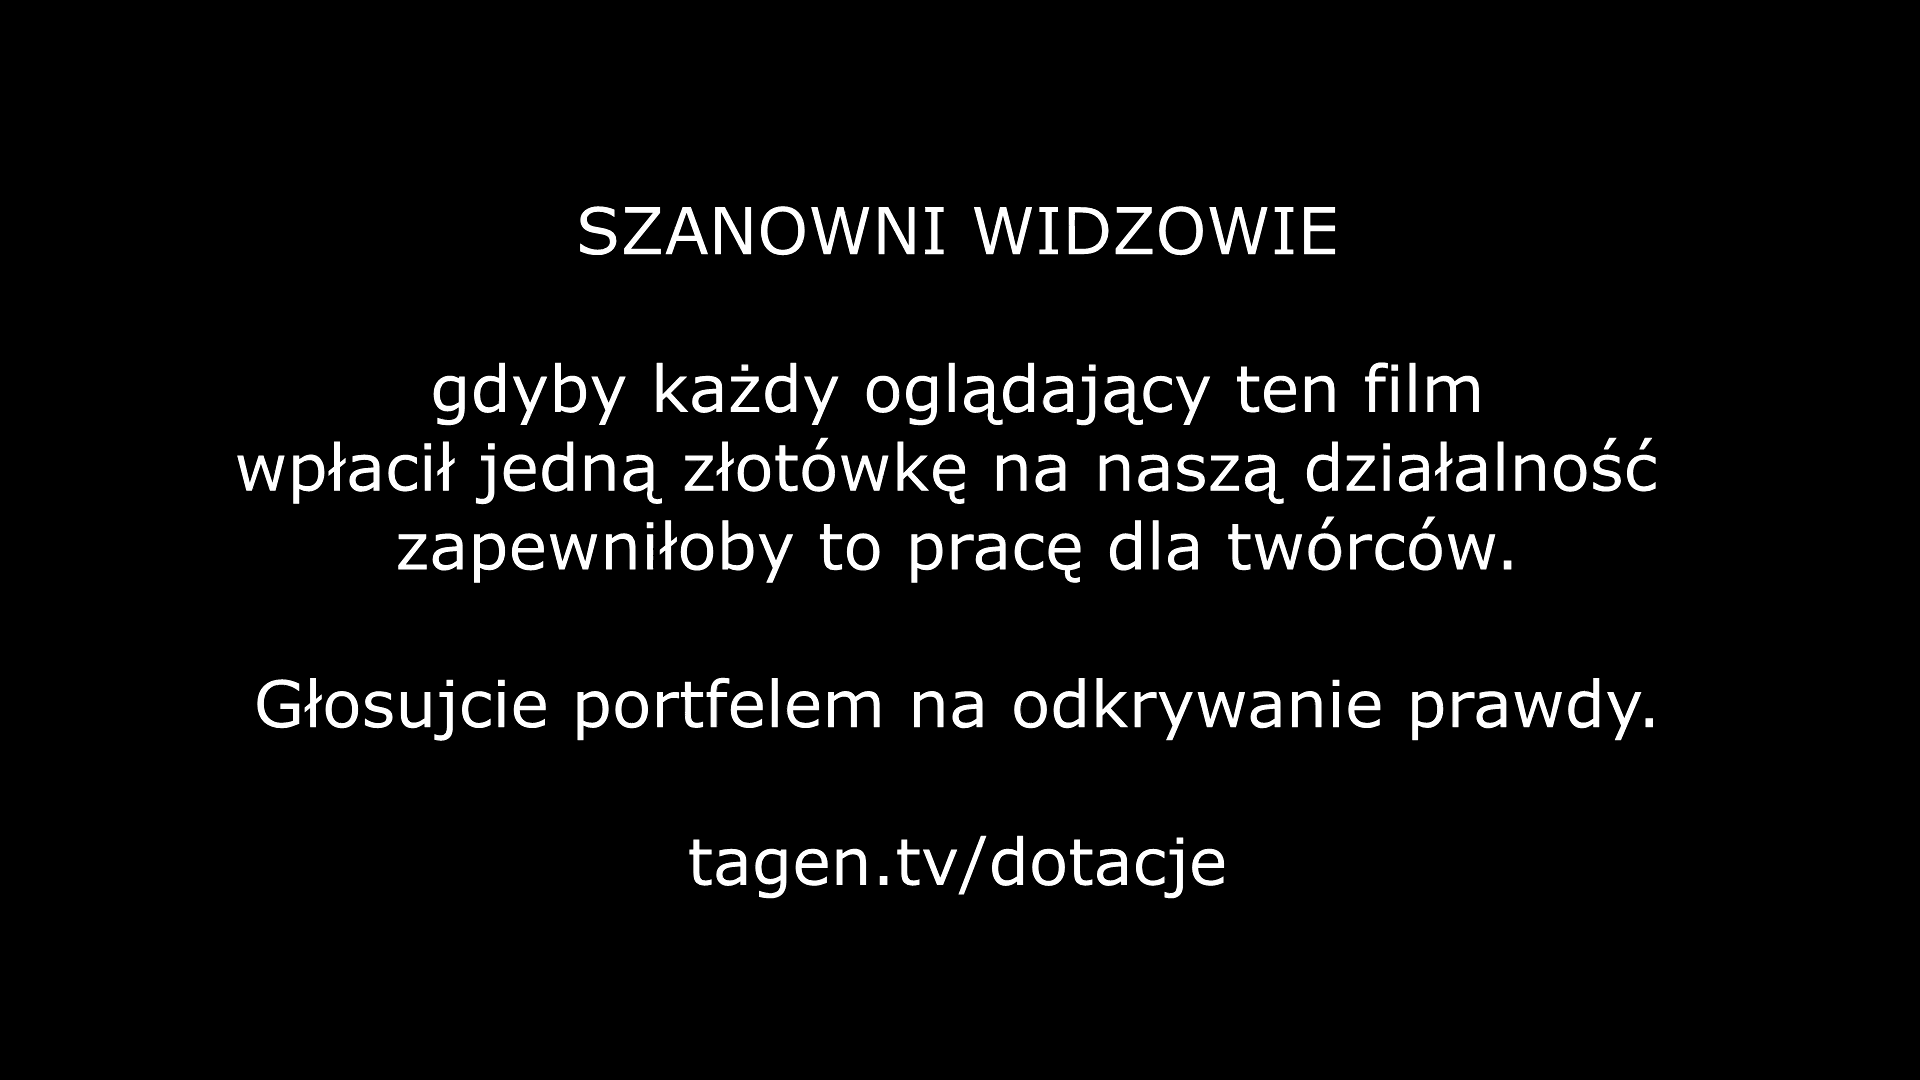 SZANOWNI WIDZOWIE
gdyby każdy oglądający ten film
wpłacił jedną złotówkę na naszą działalność
zapewniłoby to pracę dla twórców.
Głosujcie portfelem na odkrywanie prawdy.
tagen.tv/dotacje